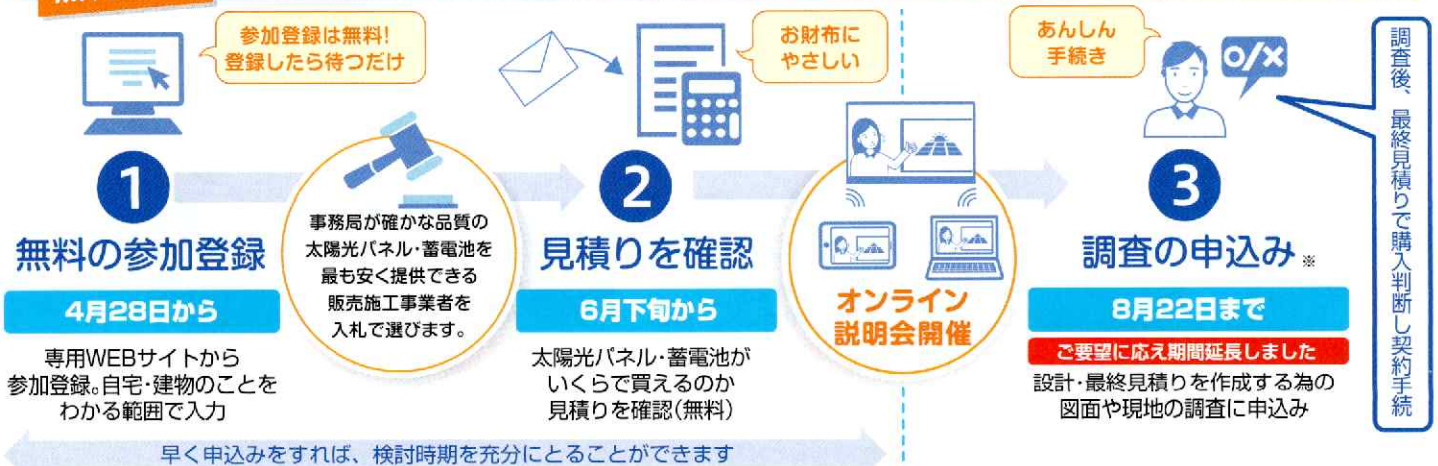 参加登録は無料!
登録したら待つだけ
お財布に
やさしい
あんしん
手続き
o/x
1
無料の参加登録
4月28日から
専用WEBサイトから
参加登録。自宅・建物のことを
わかる範囲で入力
事務局が確かな品質の
太陽光パネル・蓄電池を
最も安く提供できる
販売施工事業者を
入札で選びます。
2
見積りを確認
6月下旬から
太陽光パネル・蓄電池が
いくらで買えるのか
見積りを確認(無料)
オンライン
説明会開催
3
調査の申込み※
8月22日まで
ご要望に応え期間延長しました
設計・最終見積りを作成する為の
図面や現地の調査に申込み
調査後、最終見積りで購入判断し契約手続
早く申込みをすれば、検討時期を充分にとることができます